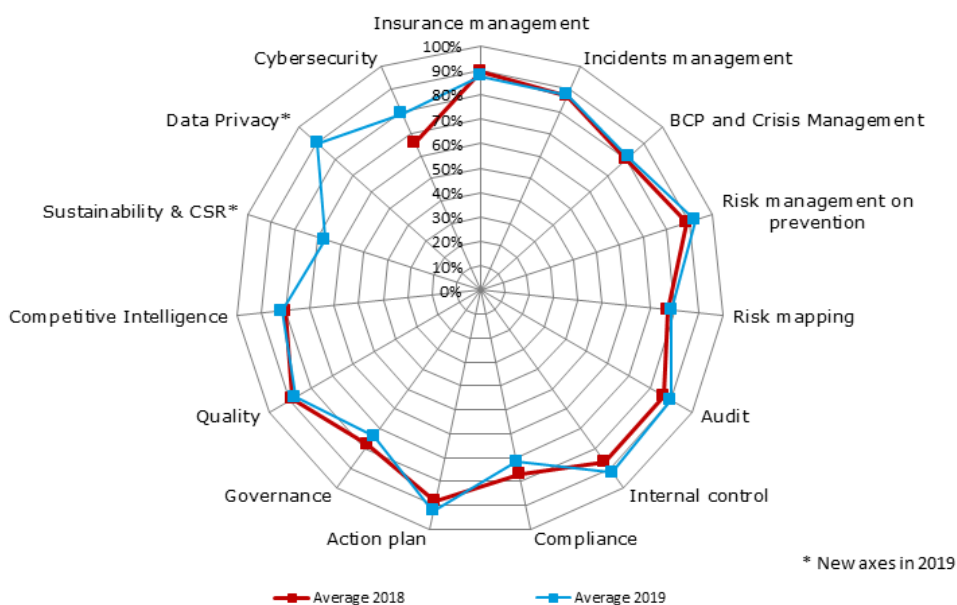 Insurance management
Cybersecurity
Incidents management
Data Privacy*
BCP and Crisis Management
Sustainability & CSR*
Risk management on
prevention
Competitive Intelligence
Risk mapping
Quality
Audit
Governance
Internal control
Action plan
Compliance
100%
90%
80%
70%
60%
50%
40%
30%
20%
10%
0%
* New axes in 2019
Average 2018
Average 2019